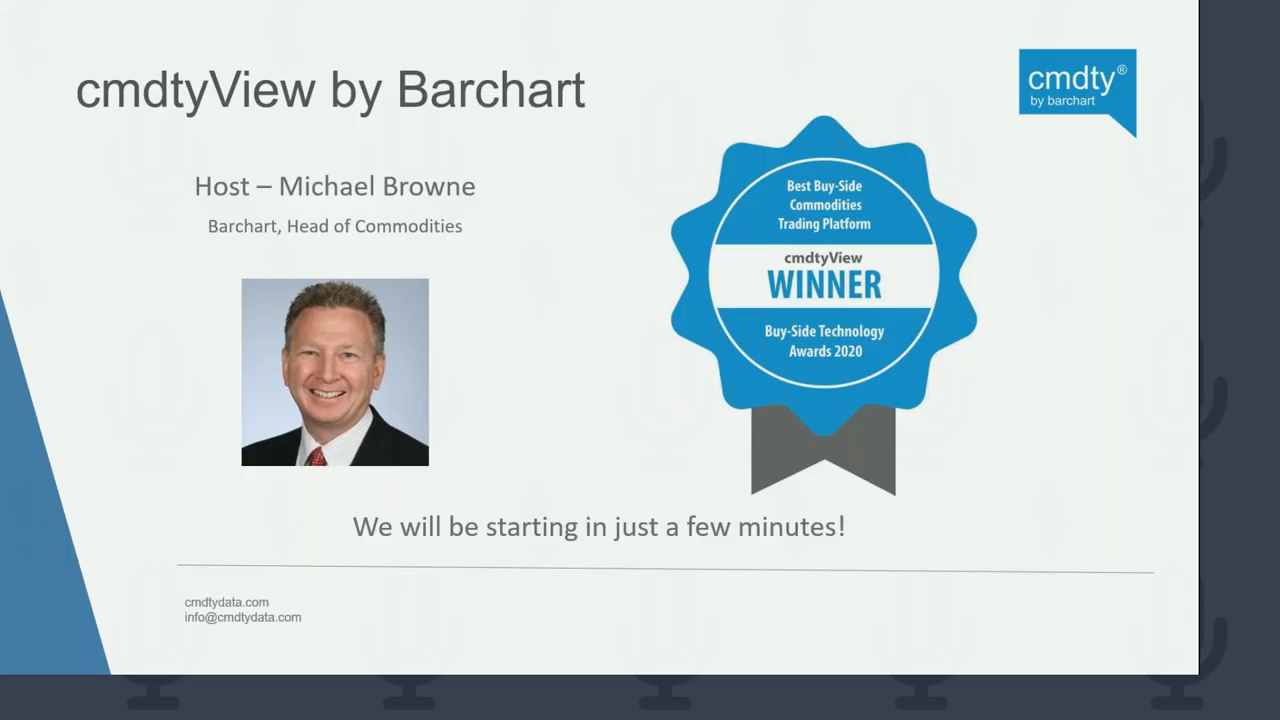 cmdtyView by Barchart
cmdty®
by barchart
Host – Michael Browne
Barchart, Head of Commodities
Best Buy-Side
Commodities
Trading Platform
cmdtyView
WINNER
Buy-Side Technology
Awards 2020
We will be starting in just a few minutes!
cmdtydata.com
info@cmdtydata.com